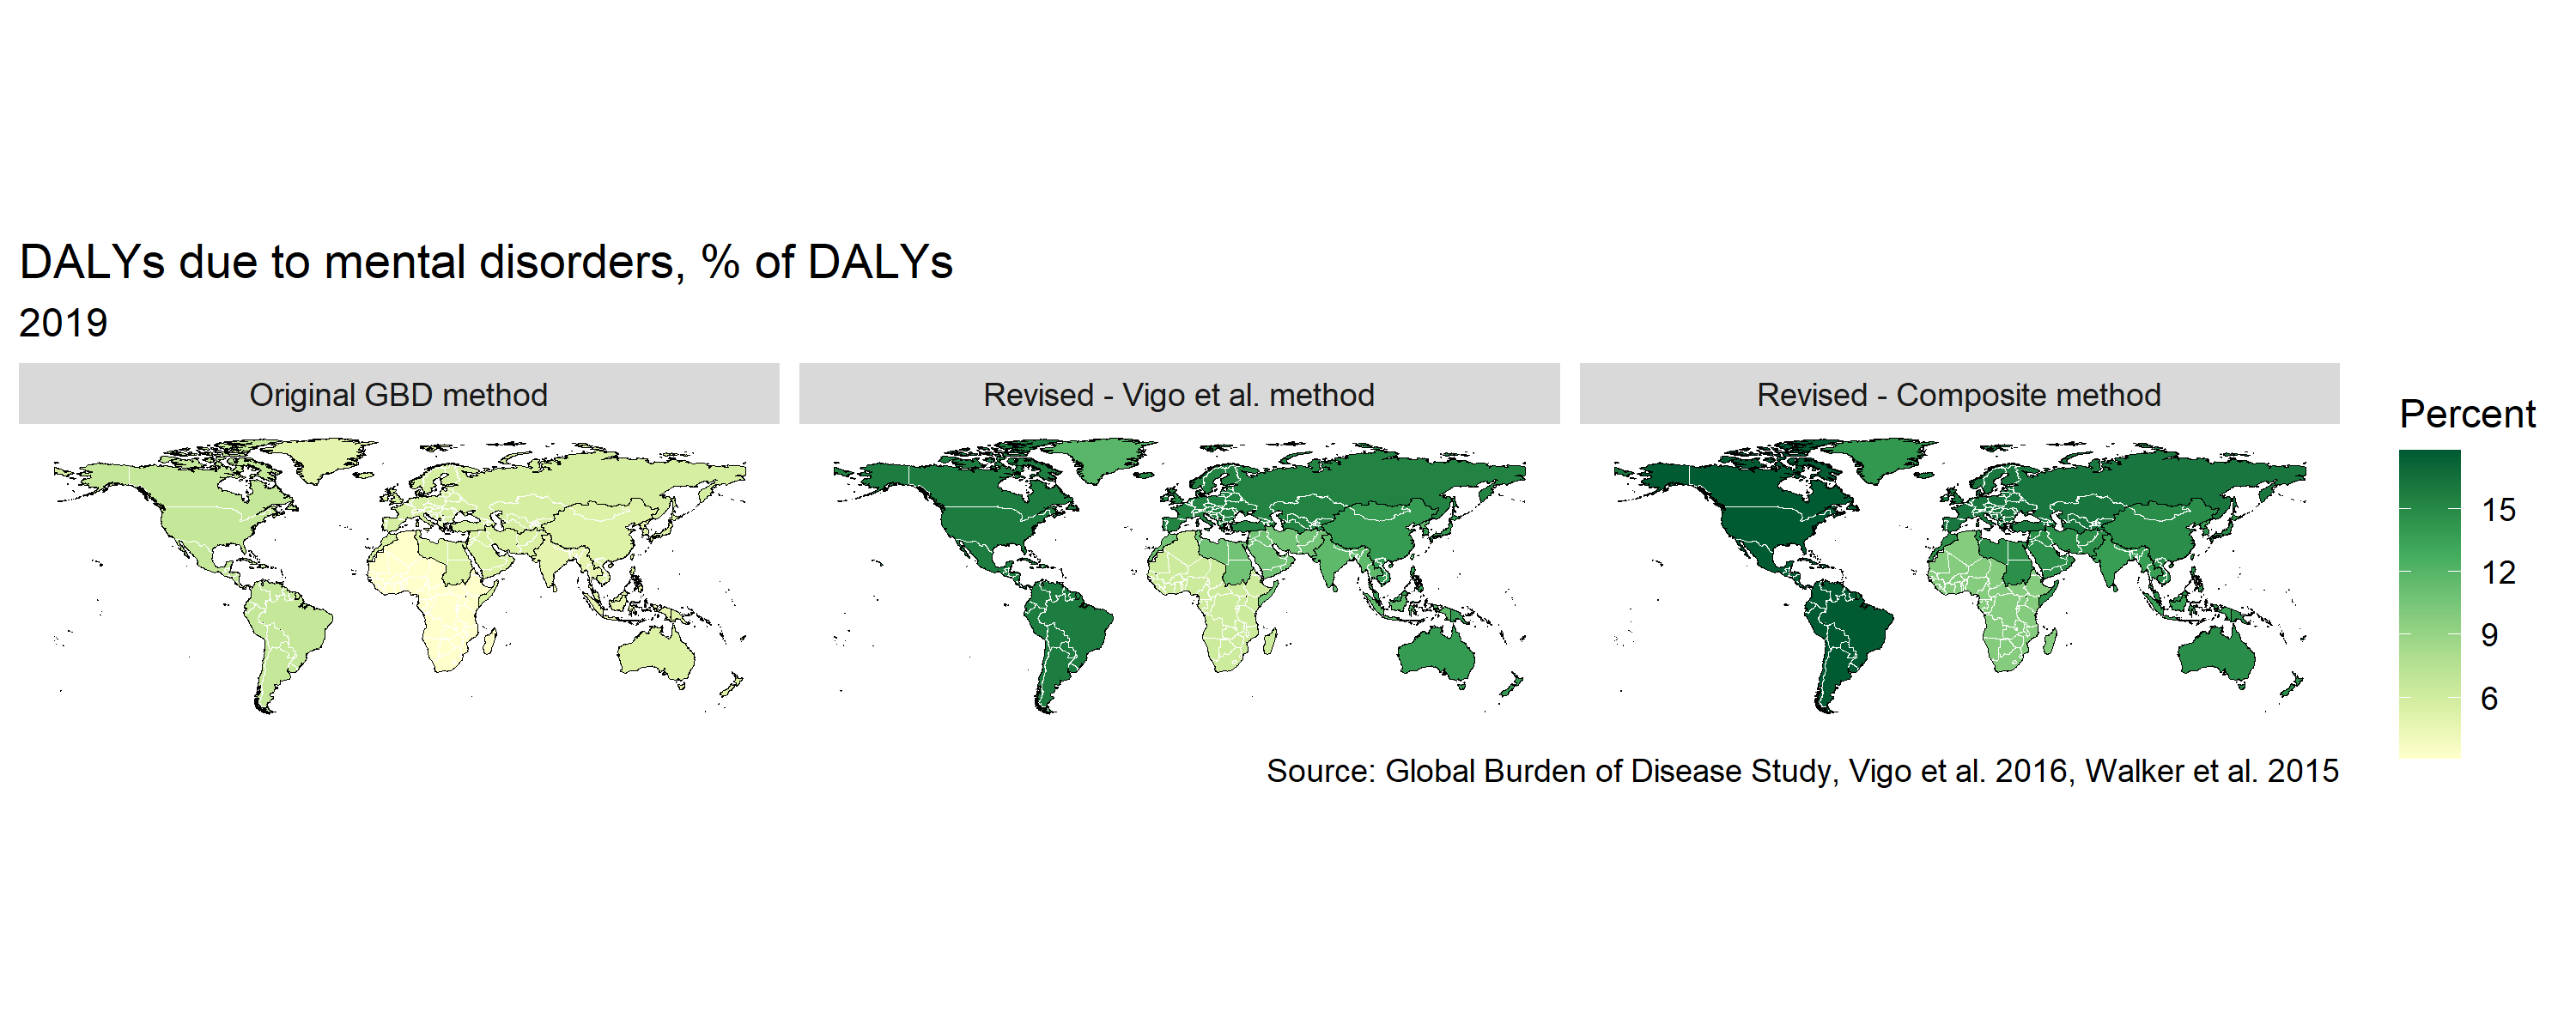 DALYs due to mental disorders, % of DALYs
2019
Original GBD method
Revised - Vigo et al. method
Revised - Composite method
Percent
15
12
9
6
Source: Global Burden of Disease Study, Vigo et al. 2016, Walker et al. 2015